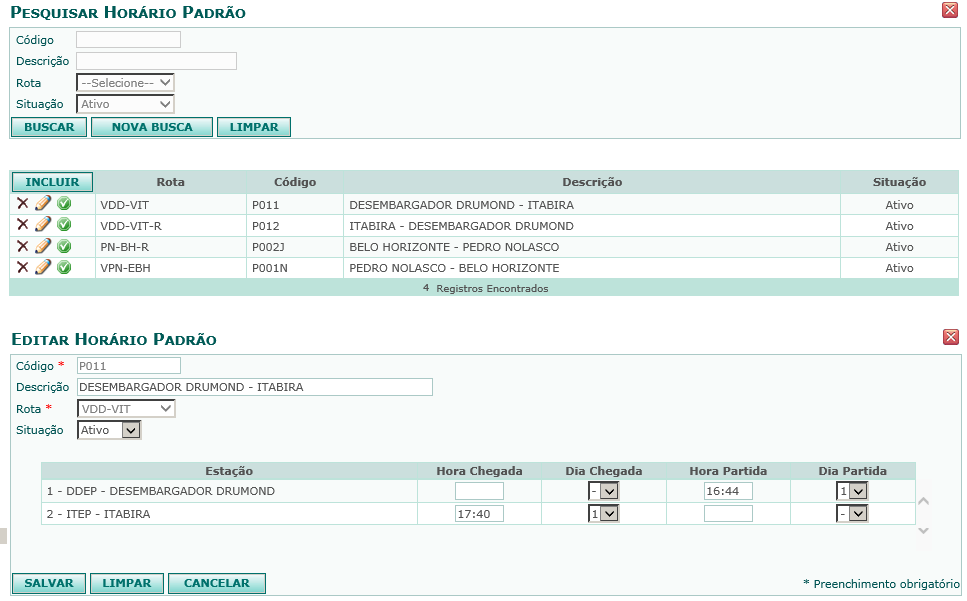 PESQUISAR HORÁRIO PADRÃO
Código
Descrição
Rota --Selecione--
Situação Ativo
BUSCAR NOVA BUSCA LIMPAR
INCLUIR Rota Código Descrição Situação
VDD-VIT P011 DESEMBARGADOR DRUMOND - ITABIRA Ativo
VDD-VIT-R P012 ITABIRA - DESEMBARGADOR DRUMOND Ativo
PN-BH-R P002J BELO HORIZONTE - PEDRO NOLASCO Ativo
VPN-EBH P001N PEDRO NOLASCO - BELO HORIZONTE Ativo
4 Registros Encontrados
EDITAR HORÁRIO PADRÃO
Código * P011
Descrição DESEMBARGADOR DRUMOND - ITABIRA
Rota * VDD-VIT
Situação Ativo
Estação Hora Chegada Dia Chegada Hora Partida Dia Partida
1 - DDEP - DESEMBARGADOR DRUMOND - 16:44 1
2 - ITEP - ITABIRA 17:40 1 -
SALVAR LIMPAR CANCELAR * Preenchimento obrigatório